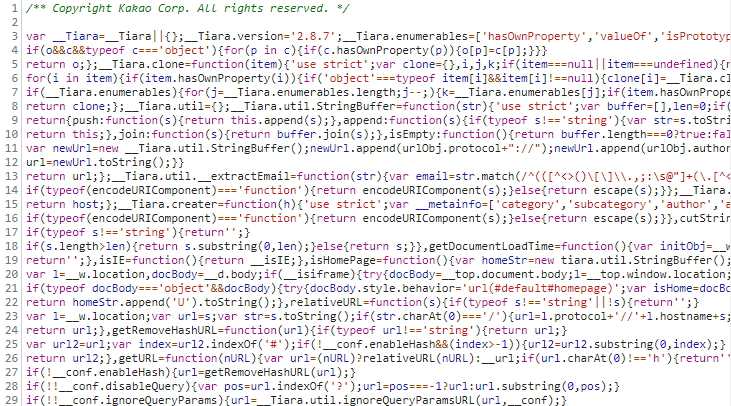 1 /** Copyright Kakao Corp. All rights reserved. */
2
3 var __Tiara=__Tiara||{};__Tiara.version='2.8.7';__Tiara.enumerables=['hasOwnProperty','valueOf','isPrototyp
4 if(o&&c&&typeof c==='object'){for(p in c){if(c.hasOwnProperty(p)){o[p]=c[p];}}}
5 return o;};__Tiara.clone=function(item){'use strict';var clone={},i,j,k;if(item===null||item===undefined){r
6 for(i in item){if(item.hasOwnProperty(i)){if('object'===typeof item[i]&&item[i]!==null){clone[i]=__Tiara.cl
7 if(__Tiara.enumerables){for(j=__Tiara.enumerables.length;j--;){k=__Tiara.enumerables[j];if(item.hasOwnPrope
8 return clone;};__Tiara.util={};__Tiara.util.StringBuffer=function(str){'use strict';var buffer=[],len=0;if(
9 return{push:function(s){return this.append(s);},append:function(s){if(typeof s!=='string'){var str=s.toStri
10 return this;},join:function(s){return buffer.join(s);},isEmpty:function(){return buffer.length===0?true:fal
11 var newUrl=new __Tiara.util.StringBuffer();newUrl.append(urlObj.protocol+"://");newUrl.append(urlObj.author
12 url=newUrl.toString();}}
13 return url;};__Tiara.util.__extractEmail=function(str){var email=str.match(/^(([^<>()\[\]\\.,;:\s@"]+(\.[^<
14 if(typeof(encodeURIComponent)==='function'){return encodeURIComponent(s);}else{return escape(s);}};__Tiara.
15 return host;};__Tiara.creater=function(h){'use strict';var __metainfo=['category','subcategory','author','a
16 if(typeof(encodeURIComponent)==='function'){return encodeURIComponent(s);}else{return escape(s);}},cutStrin
17 if(typeof s!=='string'){return'';}
18 if(s.length>len){return s.substring(0,len);}else{return s;}},getDocumentLoadTime=function(){var initObj=__w
19 return'';},isIE=function(){return __isIE;},isHomePage=function(){var homeStr=new tiara.util.StringBuffer();
20 var l=__w.location,docBody=__d.body;if(__isiframe){try{docBody=__top.document.body;l=__top.window.location;
21 if(typeof docBody==='object'&&docBody){try{docBody.style.behavior='url(#default#homepage)';var isHome=docBo
22 return homeStr.append('U').toString();},relativeURL=function(s){if(typeof s!=='string'||!s){return'';}
23 var l=__w.location;var url=s;var str=s.toString();if(str.charAt(0)==='/'){url=l.protocol+'//'+l.hostname+s;
24 return url;},getRemoveHashURL=function(url){if(typeof url!=='string'){return url;}
25 var url2=url;var index=url2.indexOf('#');if(!__conf.enableHash&&(index>-1)){url2=url2.substring(0,index);}
26 return url2;},getURL=function(nURL){var url=(nURL)?relativeURL(nURL):__url;if(url.charAt(0)!=='h'){return''
27 if(!__conf.enableHash){url=getRemoveHashURL(url);}
28 if(!!__conf.disableQuery){var pos=url.indexOf('?');url=pos===-1?url:url.substring(0,pos);}
29 if(!!__conf.ignoreQueryParams){url=__Tiara.util.ignoreQueryParamsURL(url,__conf);}